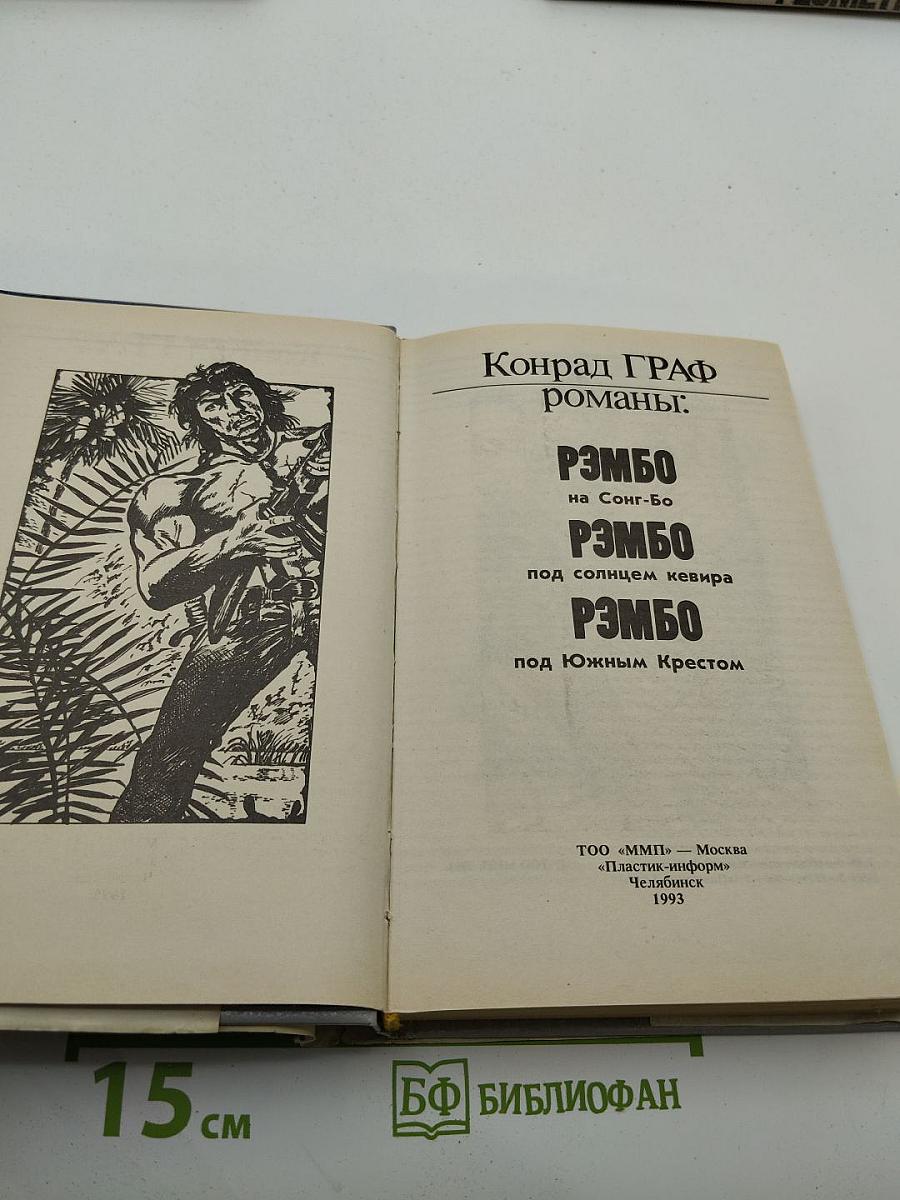 Конрад ГРАФ
романы:
РЭМБО
на Сонг-Бо
РЭМБО
под солнцем кевира
РЭМБО
под Южным Крестом
ТОО «ММП» — Москва
«Пластик-информ»
Челябинск
1993
15 см
БФ БИБЛИОФАН